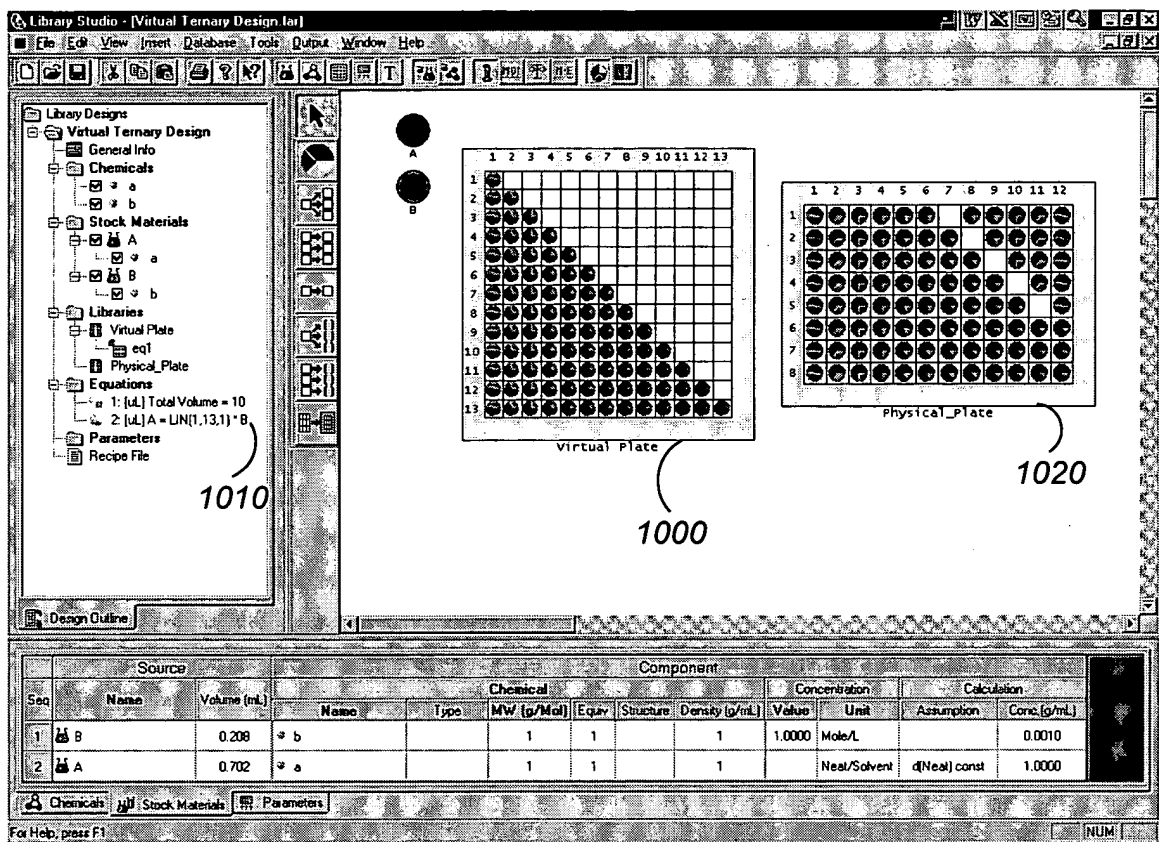 Library Studio - [Virtual Ternary Design.lar]
File Edit View Insert Database Tools Output Window Help
Library Designs
Virtual Ternary Design
General Info
Chemicals
a
b
Stock Materials
A
a
B
b
Libraries
Virtual Plate
eq1
Physical_Plate
Equations
1: [uL] Total Volume = 10
2: [uL] A = LIN(1,13,1) * B
Parameters
Recipe File
1010
Design Outline
A
B
1 2 3 4 5 6 7 8 9 10 11 12 13
1
2
3
4
5
6
7
8
9
10
11
12
13
Virtual Plate
1000
1 2 3 4 5 6 7 8 9 10 11 12
1
2
3
4
5
6
7
8
Physical_Plate
1020
Source Component
Seq Name Volume (mL) Chemical Concentration Calculation
Name Type MW (g/Mol) Equiv Structure Density (g/mL) Value Unit Assumption Conc.(g/mL)
1 B 0.208 b 1 1 1 1.0000 Mole/L 0.0010
2 A 0.702 a 1 1 1 Neat/Solvent d[Neat] const 1.0000
Chemicals Stock Materials Parameters
For Help, press F1 NUM